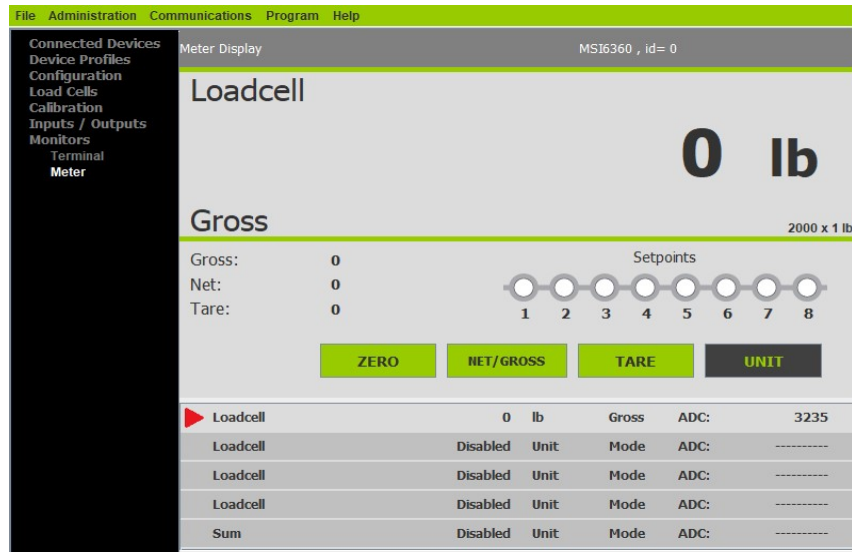 File Administration Communications Program Help
Connected Devices
Device Profiles
Configuration
Load Cells
Calibration
Inputs / Outputs
Monitors
Terminal
Meter
Meter Display MSI6360 , id= 0
Loadcell
0 lb
Gross 2000 x 1 lb
Gross: 0
Net: 0
Tare: 0
Setpoints
1 2 3 4 5 6 7 8
ZERO NET/GROSS TARE UNIT
Loadcell 0 lb Gross ADC: 3235
Loadcell Disabled Unit Mode ADC: ----------
Loadcell Disabled Unit Mode ADC: ----------
Loadcell Disabled Unit Mode ADC: ----------
Sum Disabled Unit Mode ADC: ----------